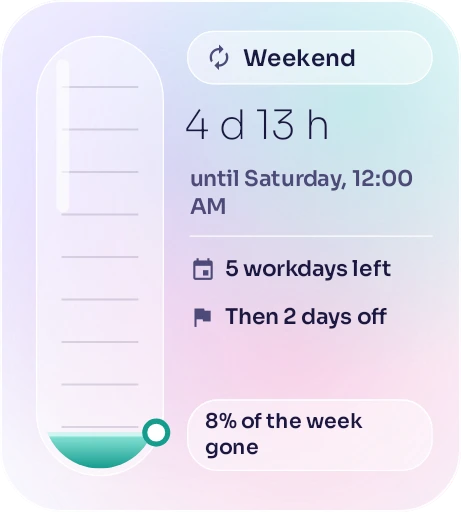 Weekend
4 d 13 h
until Saturday, 12:00
AM
5 workdays left
Then 2 days off
8% of the week
gone